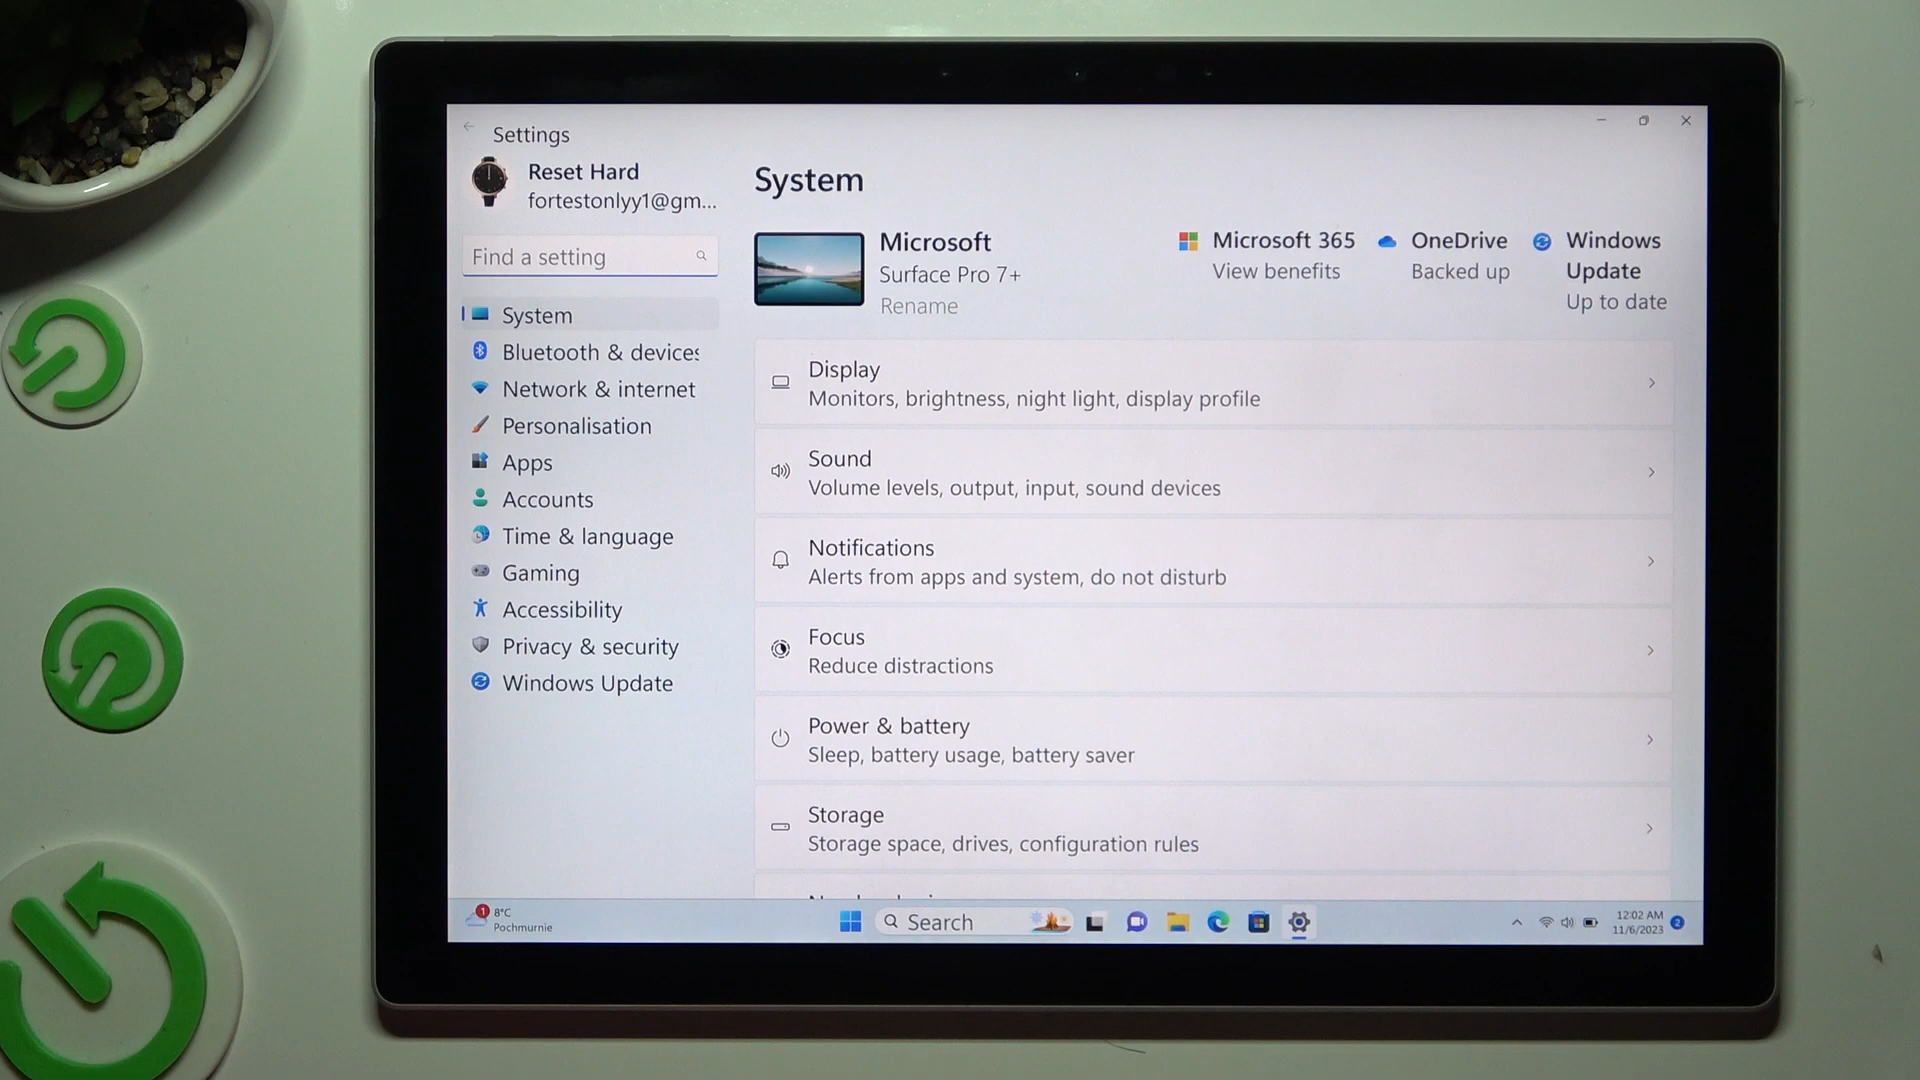 Settings
Reset Hard
fortestonlyy1@gm...
Find a setting
System
Bluetooth & devices
Network & internet
Personalisation
Apps
Accounts
Time & language
Gaming
Accessibility
Privacy & security
Windows Update
System
Microsoft
Surface Pro 7+
Rename
Microsoft 365
View benefits
OneDrive
Backed up
Windows
Update
Up to date
Display
Monitors, brightness, night light, display profile
Sound
Volume levels, output, input, sound devices
Notifications
Alerts from apps and system, do not disturb
Focus
Reduce distractions
Power & battery
Sleep, battery usage, battery saver
Storage
Storage space, drives, configuration rules
1
8°C
Pochmurnie
Search
12:02 AM
11/6/2023
2